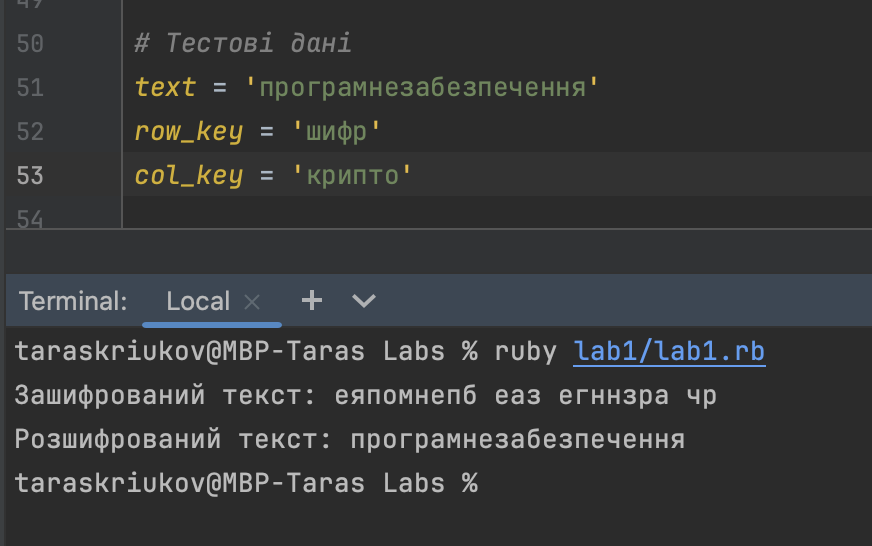 49
50 # Тестові дані
51 text = 'програмнезабезпечення'
52 row_key = 'шифр'
53 col_key = 'крипто'
54
Terminal: Local × + ⌄
taraskriukov@MBP-Taras Labs % ruby lab1/lab1.rb
Зашифрований текст: еяпомнепб еаз егннзра чр
Розшифрований текст: програмнезабезпечення
taraskriukov@MBP-Taras Labs %